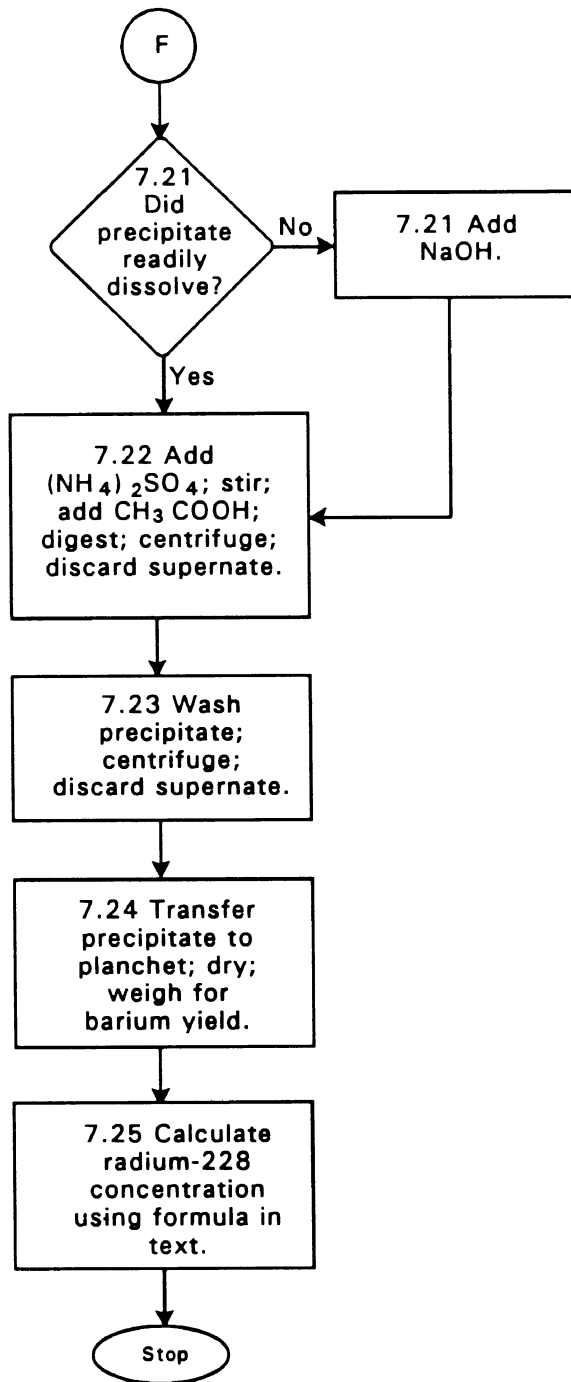 F
7.21
Did
precipitate
readily
dissolve?
No
7.21 Add
NaOH.
Yes
7.22 Add
(NH4) 2SO4; stir;
add CH3 COOH;
digest; centrifuge;
discard supernate.
7.23 Wash
precipitate;
centrifuge;
discard supernate.
7.24 Transfer
precipitate to
planchet; dry;
weigh for
barium yield.
7.25 Calculate
radium-228
concentration
using formula in
text.
Stop